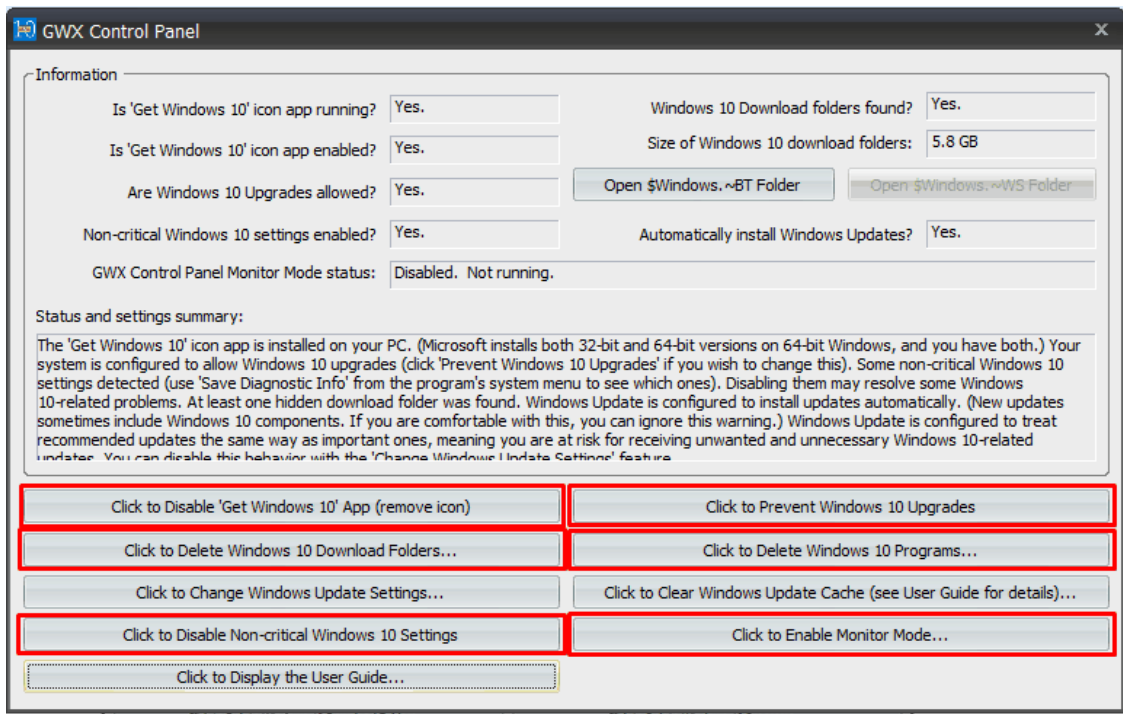 GWX Control Panel
x
Information
Is 'Get Windows 10' icon app running? Yes.
Windows 10 Download folders found? Yes.
Is 'Get Windows 10' icon app enabled? Yes.
Size of Windows 10 download folders: 5.8 GB
Are Windows 10 Upgrades allowed? Yes.
Open $Windows.~BT Folder
Open $Windows.~WS Folder
Non-critical Windows 10 settings enabled? Yes.
Automatically install Windows Updates? Yes.
GWX Control Panel Monitor Mode status: Disabled. Not running.
Status and settings summary:
The 'Get Windows 10' icon app is installed on your PC. (Microsoft installs both 32-bit and 64-bit versions on 64-bit Windows, and you have both.) Your
system is configured to allow Windows 10 upgrades (click 'Prevent Windows 10 Upgrades' if you wish to change this). Some non-critical Windows 10
settings detected (use 'Save Diagnostic Info' from the program's system menu to see which ones). Disabling them may resolve some Windows
10-related problems. At least one hidden download folder was found. Windows Update is configured to install updates automatically. (New updates
sometimes include Windows 10 components. If you are comfortable with this, you can ignore this warning.) Windows Update is configured to treat
recommended updates the same way as important ones, meaning you are at risk for receiving unwanted and unnecessary Windows 10-related
updates. You can disable this behavior with the 'Change Windows Update Settings' feature.
Click to Disable 'Get Windows 10' App (remove icon)
Click to Prevent Windows 10 Upgrades
Click to Delete Windows 10 Download Folders...
Click to Delete Windows 10 Programs...
Click to Change Windows Update Settings...
Click to Clear Windows Update Cache (see User Guide for details)...
Click to Disable Non-critical Windows 10 Settings
Click to Enable Monitor Mode...
Click to Display the User Guide...